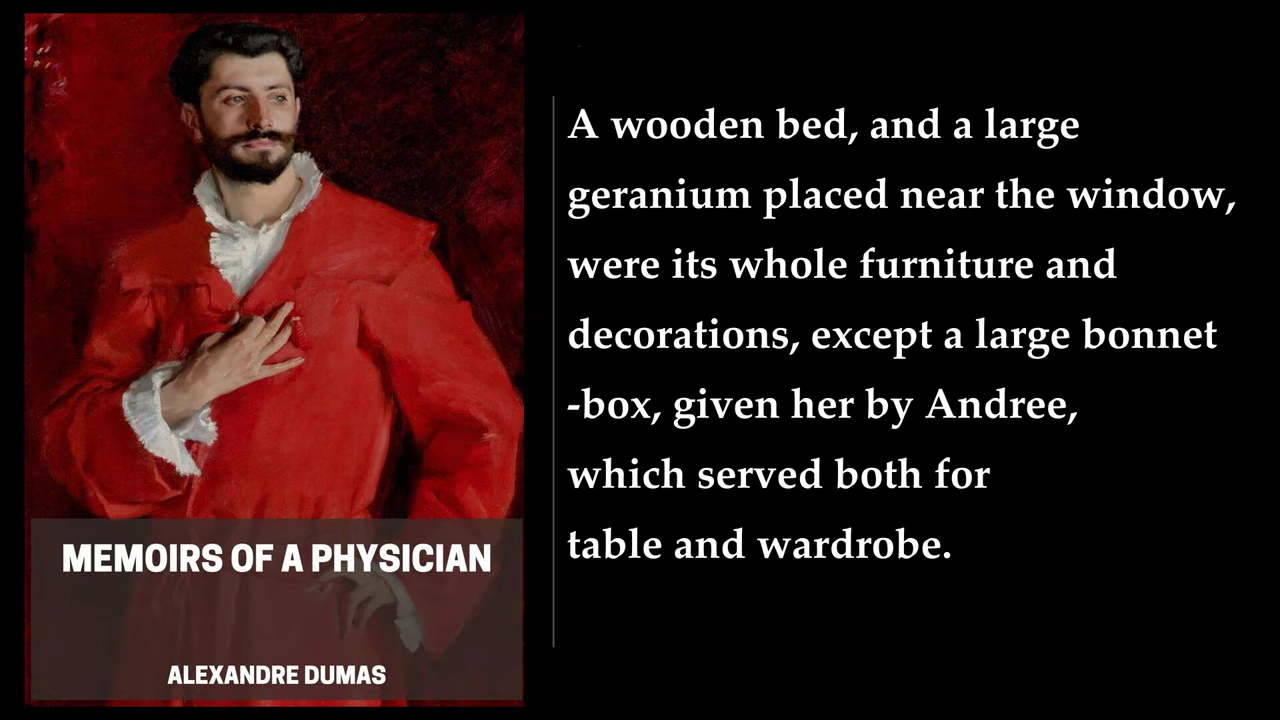 MEMOIRS OF A PHYSICIAN
ALEXANDRE DUMAS
A wooden bed, and a large
geranium placed near the window,
were its whole furniture and
decorations, except a large bonnet
-box, given her by Andree,
which served both for
table and wardrobe.